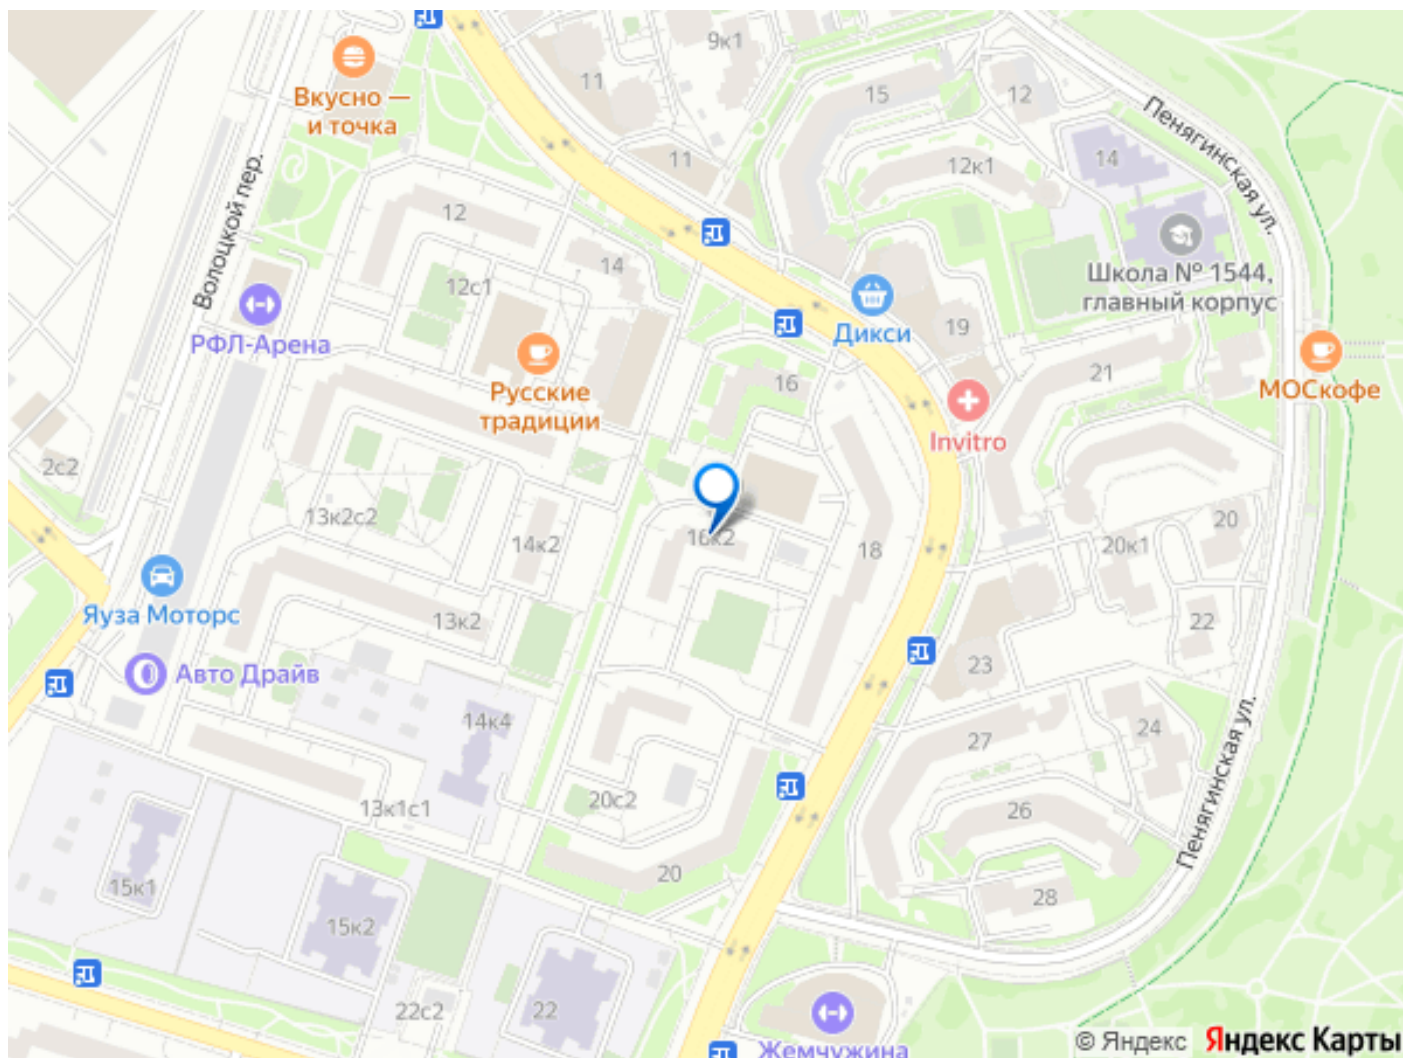 9к1
Вкусно —
и точка
11
15
12
Пенягинская ул.
11
12к1
14
Волоцкой пер.
12
14
12с1
Школа № 1544,
главный корпус
РФЛ-Арена
Дикси
19
Русские
традиции
16
21
МОСкофе
Invitro
2с2
13к2с2
14к2
16к2
18
20к1
20
Яуза Моторс
13к2
22
Авто Драйв
23
14к4
27
24
Пенягинская ул.
13к1с1
20с2
26
20
15к1
28
15к2
22с2
22
Жемчужина
© Яндекс Яндекс Карты